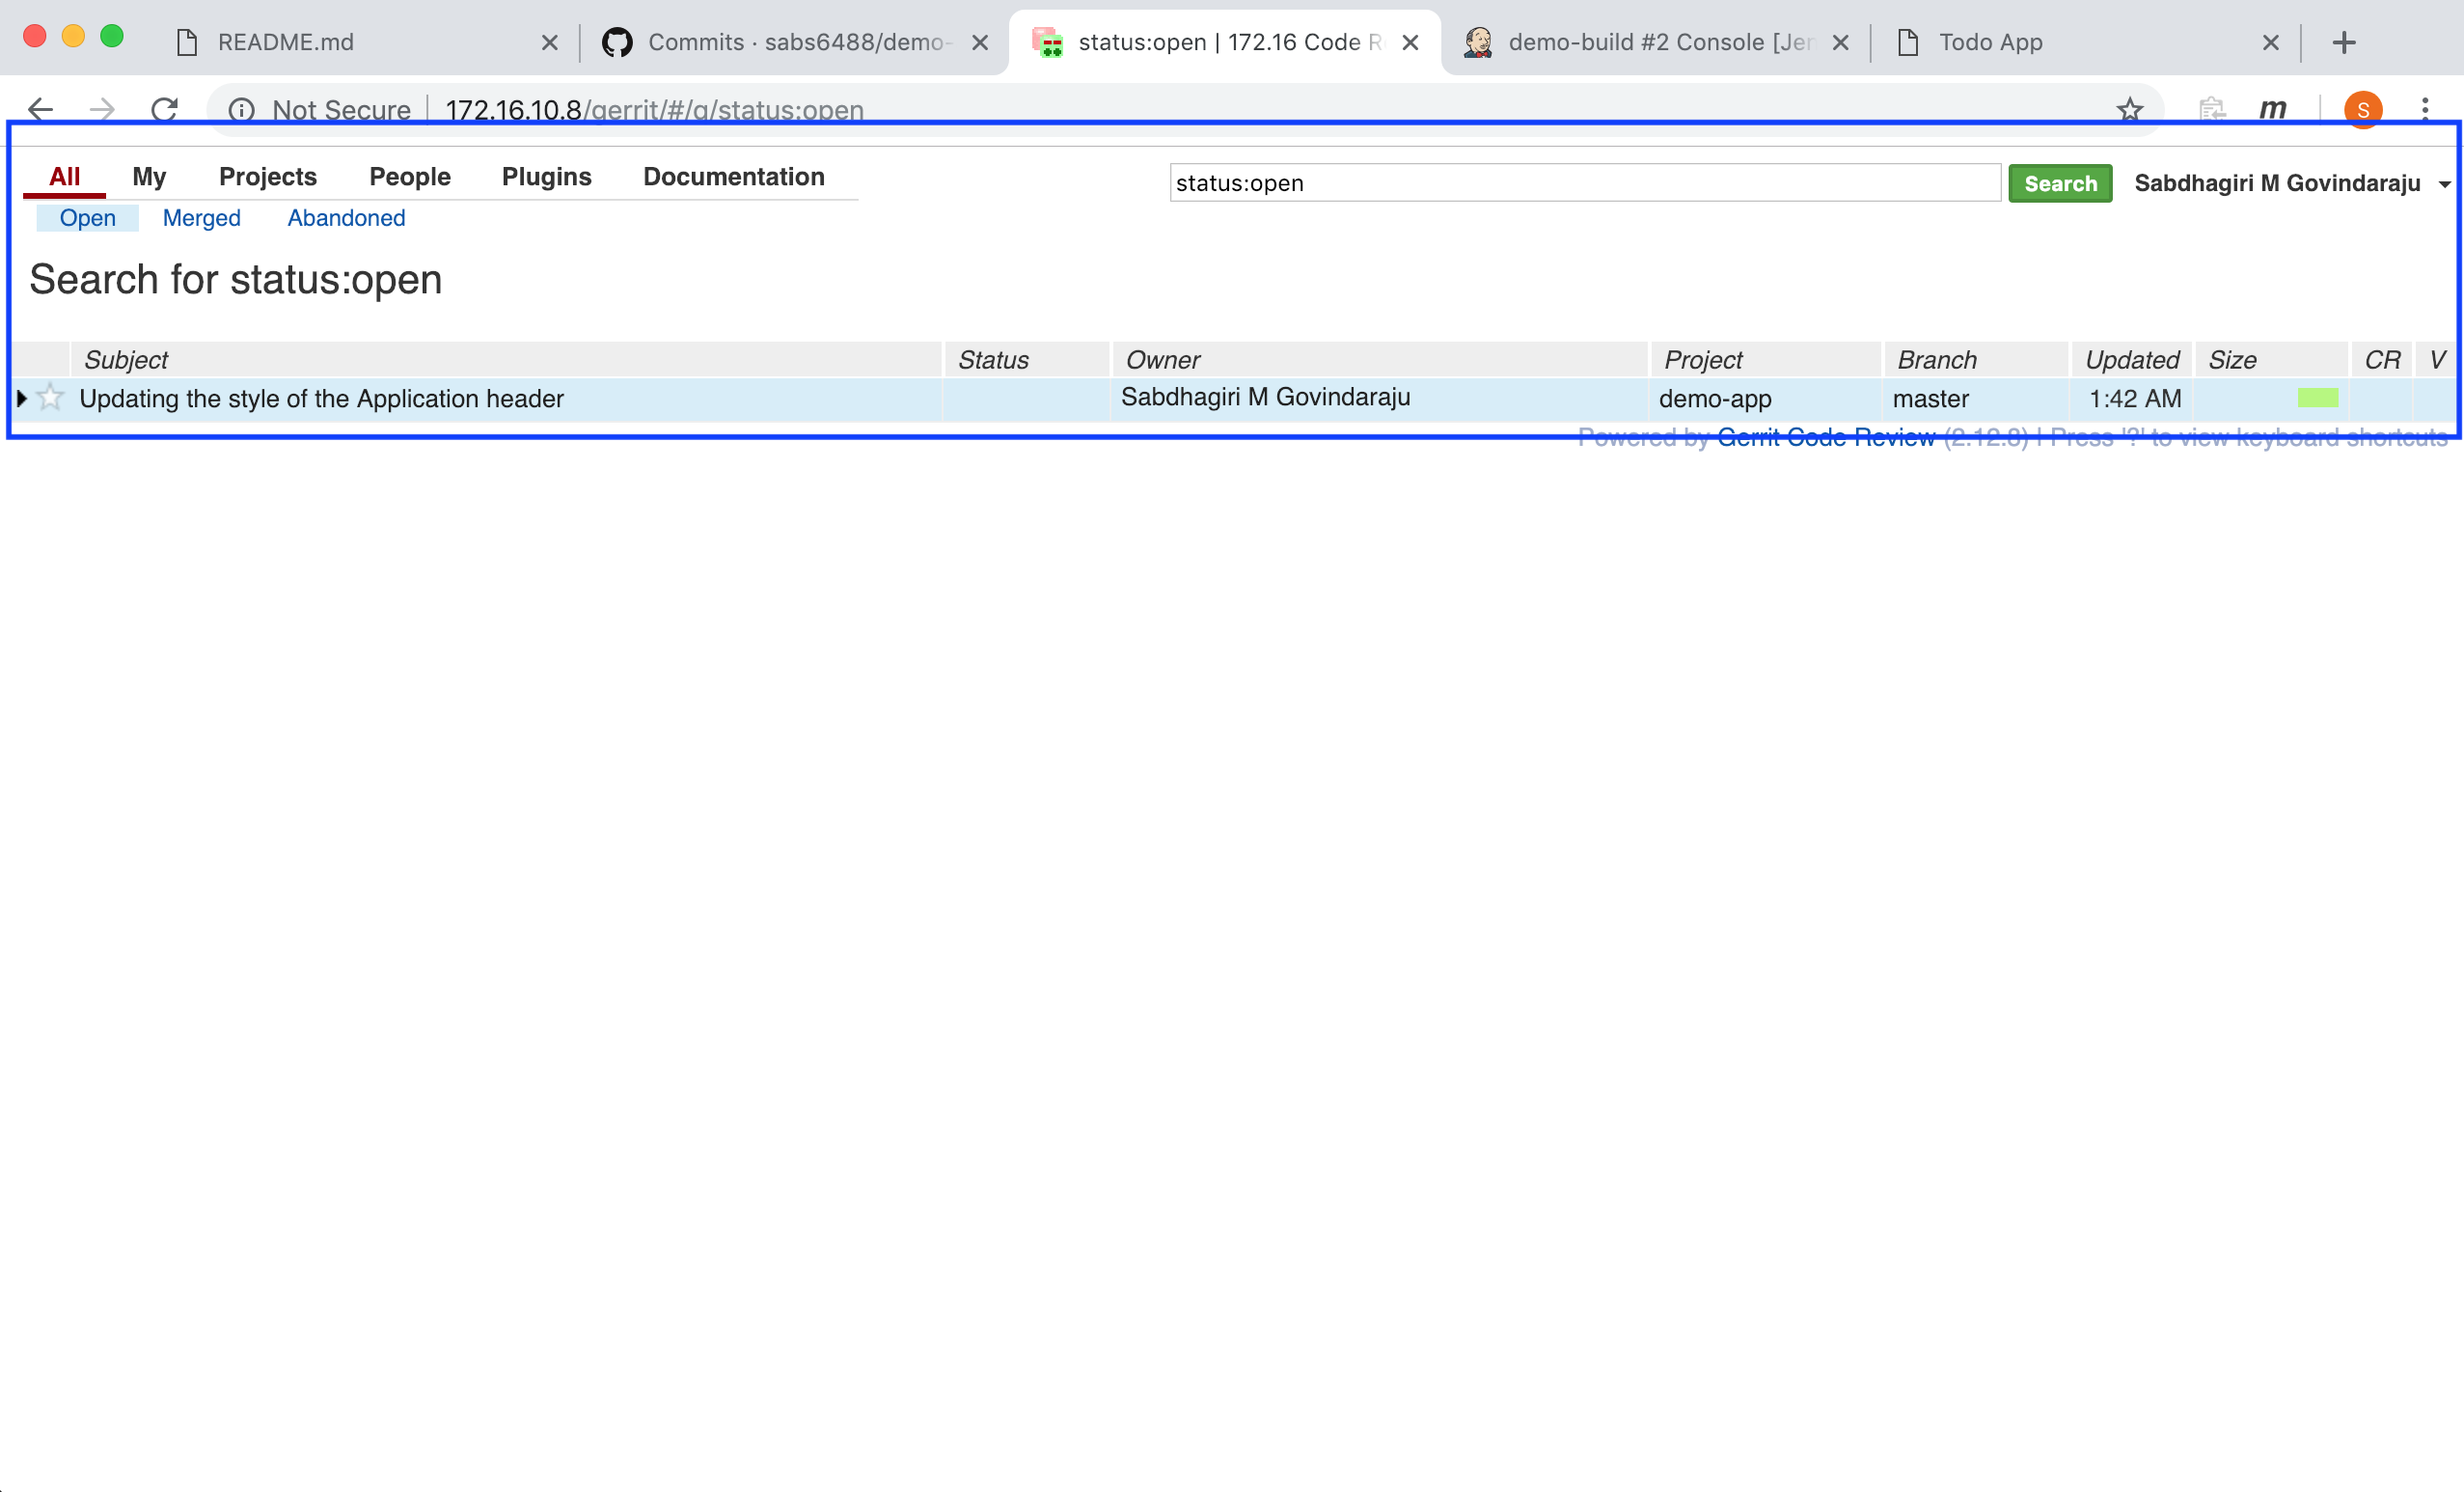 README.md
Commits · sabs6488/demo-
status:open | 172.16 Code R
demo-build #2 Console [Jen
Todo App
Not Secure 172.16.10.8/gerrit/#/q/status:open
m
S
All My Projects People Plugins Documentation
status:open Search Sabdhagiri M Govindaraju
Open Merged Abandoned
Search for status:open
Subject Status Owner Project Branch Updated Size CR V
Updating the style of the Application header Sabdhagiri M Govindaraju demo-app master 1:42 AM
Powered by Gerrit Code Review (2.12.8) | Press '?' to view keyboard shortcuts